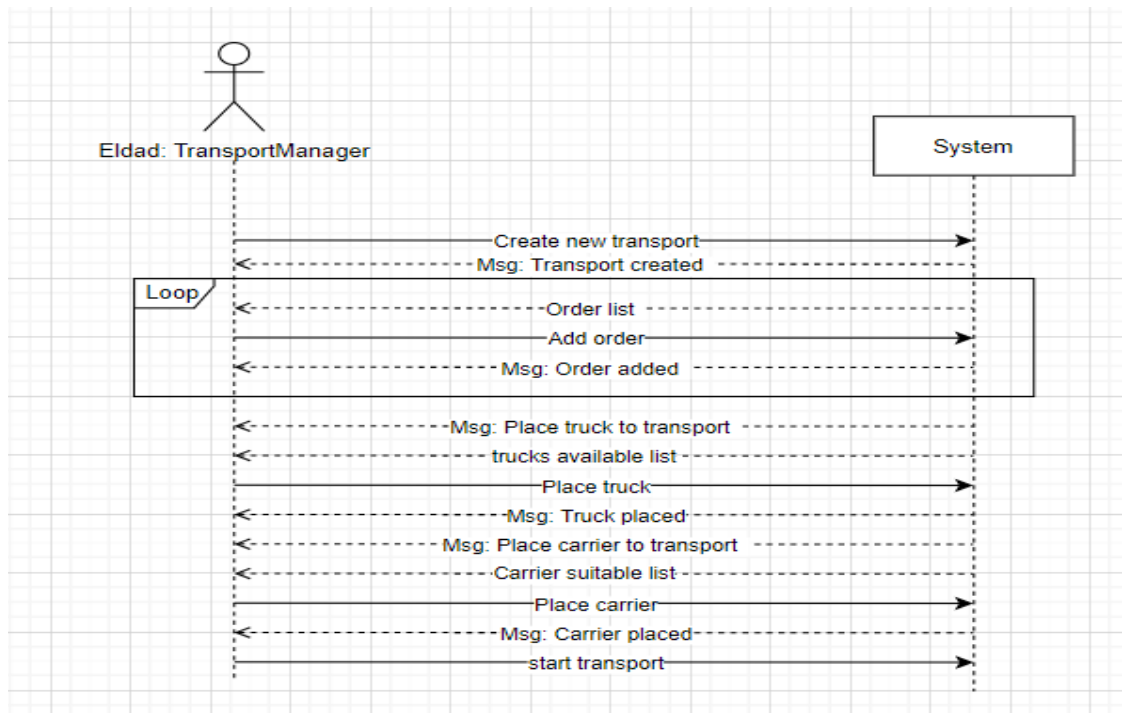 Eldad: TransportManager
System
Create new transport
Msg: Transport created
Loop
Order list
Add order
Msg: Order added
Msg: Place truck to transport
trucks available list
Place truck
Msg: Truck placed
Msg: Place carrier to transport
Carrier suitable list
Place carrier
Msg: Carrier placed
start transport